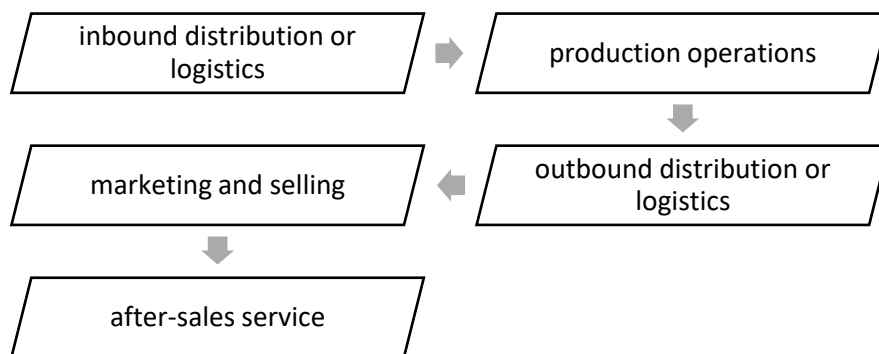 inbound distribution or
logistics
production operations
outbound distribution or
logistics
marketing and selling
after-sales service